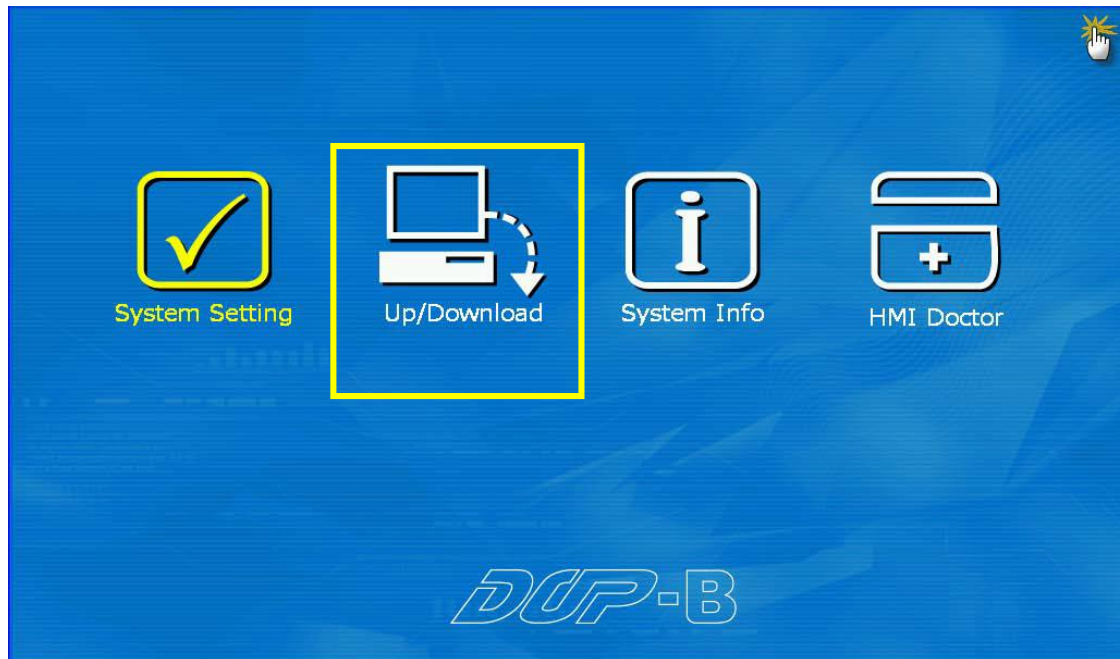 System Setting
Up/Download
System Info
HMI Doctor
DOP-B